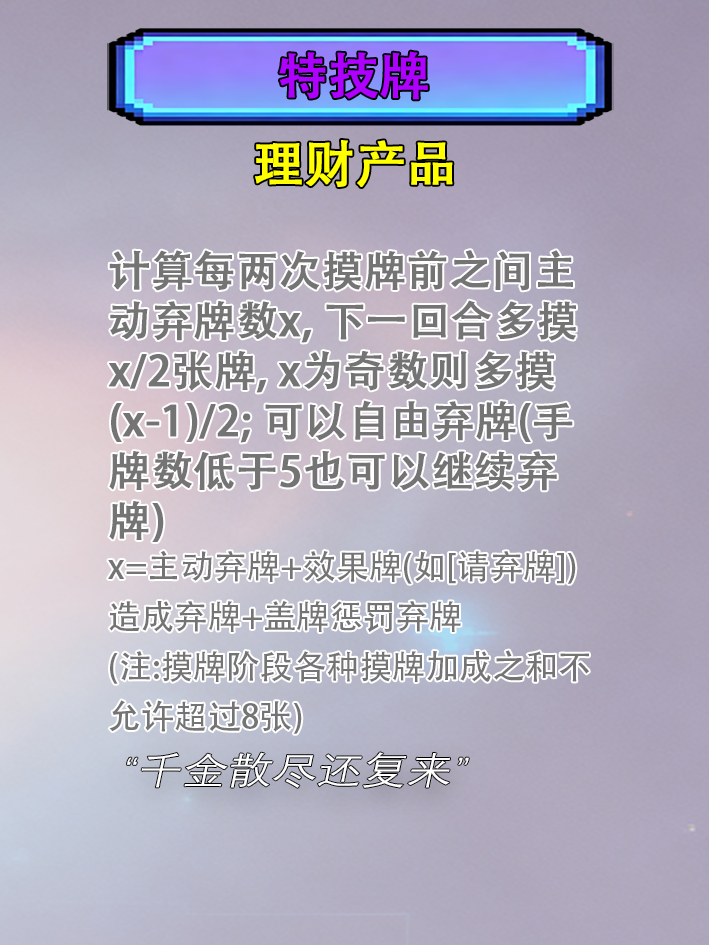 特技牌
理财产品
计算每两次摸牌前之间主
动弃牌数x, 下一回合多摸
x/2张牌, x为奇数则多摸
(x-1)/2; 可以自由弃牌(手
牌数低于5也可以继续弃
牌)
x=主动弃牌+效果牌(如[请弃牌])
造成弃牌+盖牌惩罚弃牌
(注:摸牌阶段各种摸牌加成之和不
允许超过8张)
“千金散尽还复来”